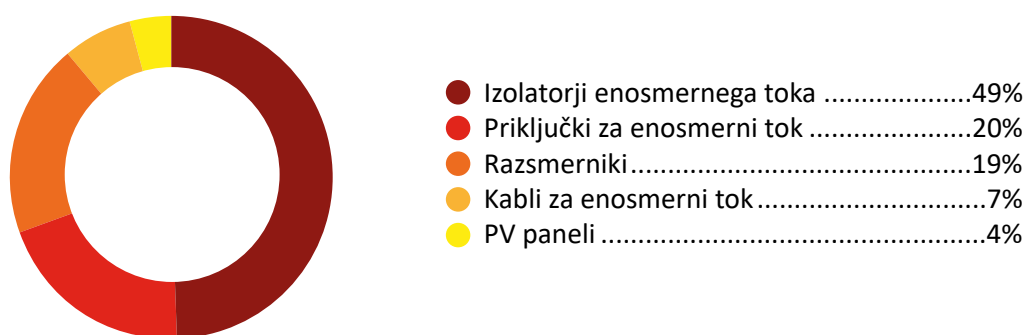 Izolatorji enosmernega toka ......................49%
Priključki za enosmerni tok ........................20%
Razsmerniki..................................................19%
Kabli za enosmerni tok..................................7%
PV paneli ........................................................4%